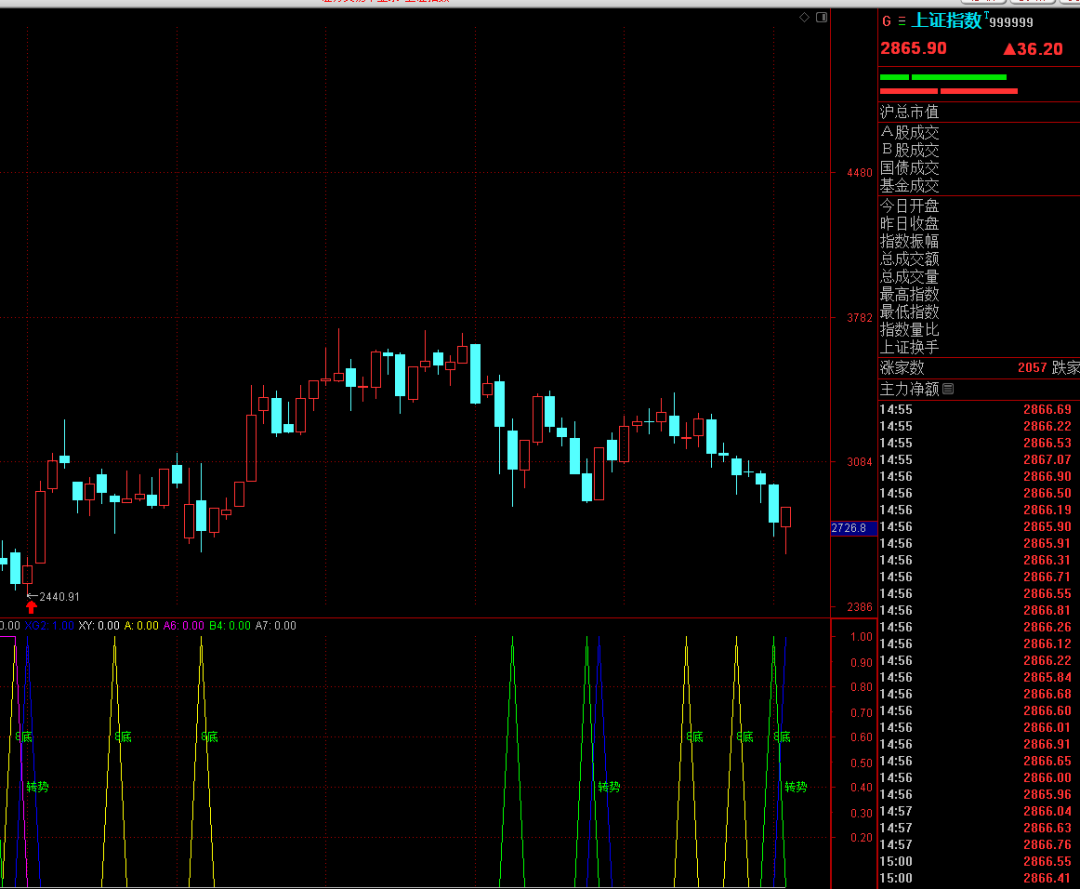 G 上证指数 T 999999
2865.90 ▲36.20
沪总市值
A股成交
B股成交
国债成交
基金成交
今日开盘
昨日收盘
指数振幅
总成交额
总成交量
最高指数
最低指数
指数量比
上证换手
涨家数 2057 跌家
主力净额
14:55 2866.69
14:55 2866.22
14:55 2866.53
14:55 2867.07
14:56 2866.90
14:56 2866.50
14:56 2866.19
14:56 2865.90
14:56 2865.91
14:56 2866.31
14:56 2866.71
14:56 2866.55
14:56 2866.81
14:56 2866.26
14:56 2866.12
14:56 2866.22
14:56 2865.84
14:56 2866.68
14:56 2866.60
14:56 2866.01
14:56 2866.91
14:56 2866.65
14:56 2866.00
14:56 2865.96
14:57 2866.04
14:57 2866.63
14:57 2866.76
15:00 2866.55
15:00 2866.41
4480
3782
3084
2726.8
2386
←2440.91
0.00 XG2: 1.00 XY: 0.00 A: 0.00 A6: 0.00 B4: 0.00 A7: 0.00
1.00
0.90
0.80
0.70
0.60
0.50
0.40
0.30
0.20
底
底
底
底
底
底
转势
转势
转势